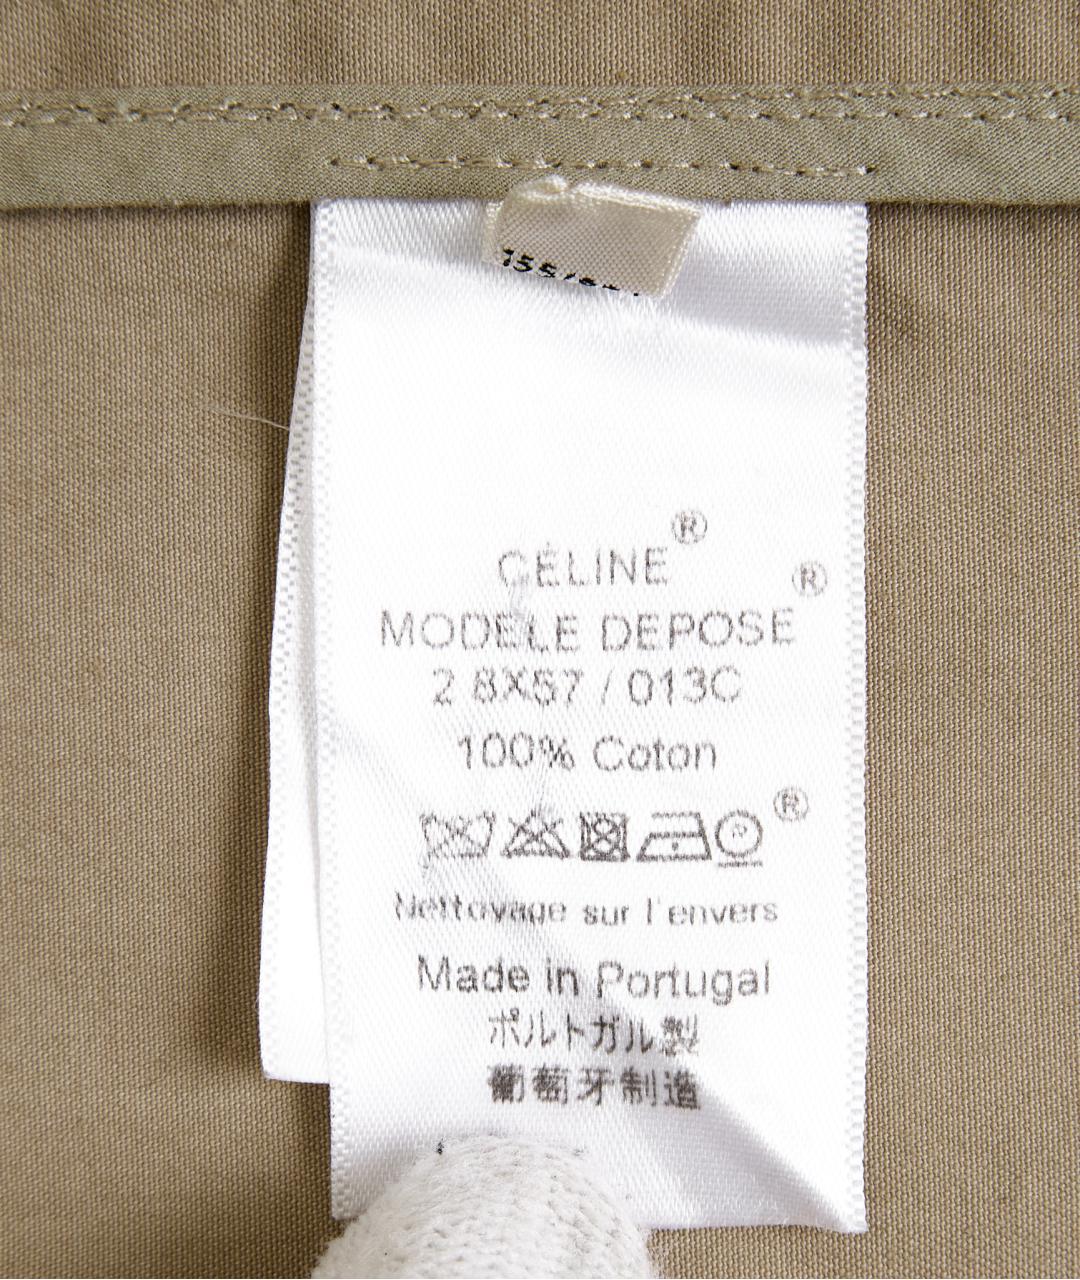 CÉLINE ®
MODÈLE DEPOSE ®
2 8X57 / 013C
100% Coton
®
Nettoyage sur l'envers
Made in Portugal
ポルトガル製
葡萄牙制造